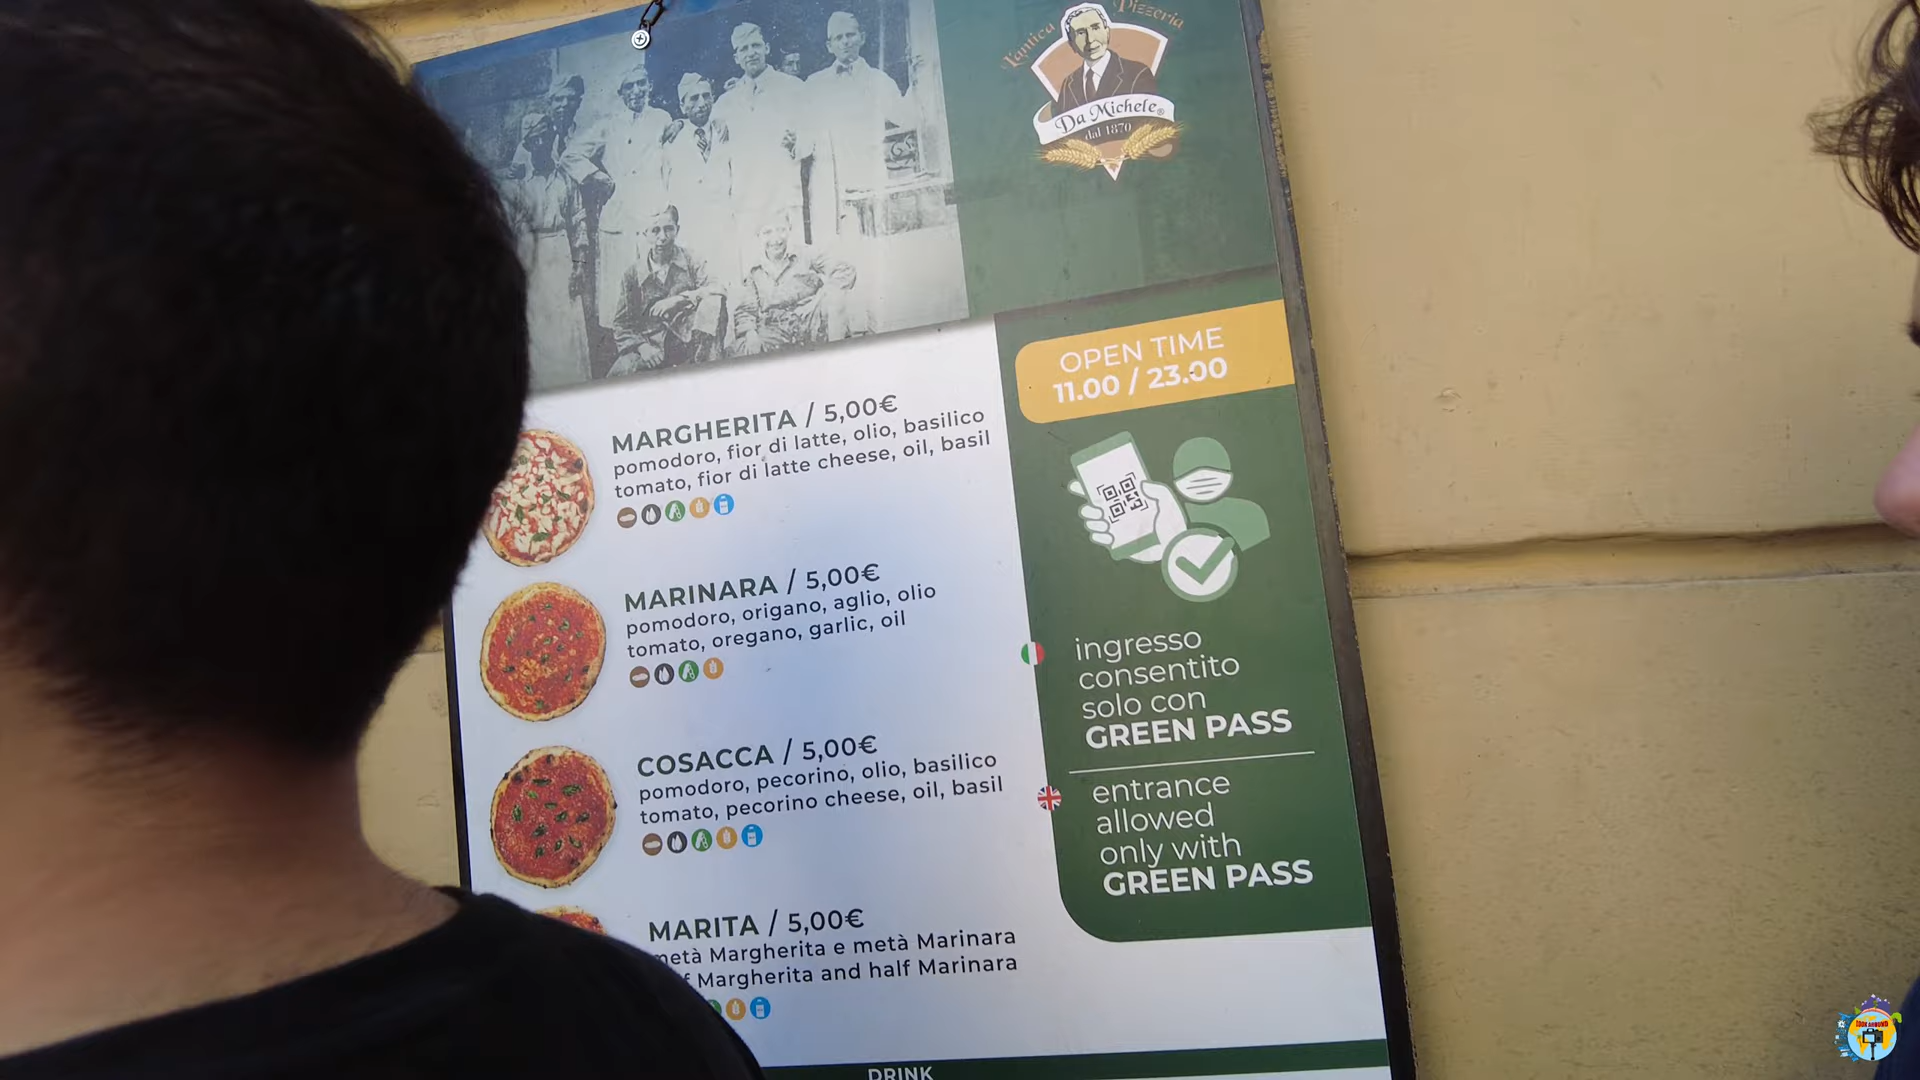 L'antica Pizzeria
Da Michele®
dal 1870
OPEN TIME
11.00 / 23.00
MARGHERITA / 5,00€
pomodoro, fior di latte, olio, basilico
tomato, fior di latte cheese, oil, basil
MARINARA / 5,00€
pomodoro, origano, aglio, olio
tomato, oregano, garlic, oil
COSACCA / 5,00€
pomodoro, pecorino, olio, basilico
tomato, pecorino cheese, oil, basil
MARITA / 5,00€
metà Margherita e metà Marinara
Margherita and half Marinara
ingresso
consentito
solo con
GREEN PASS
entrance
allowed
only with
GREEN PASS
DRINK
LOOK AROUND